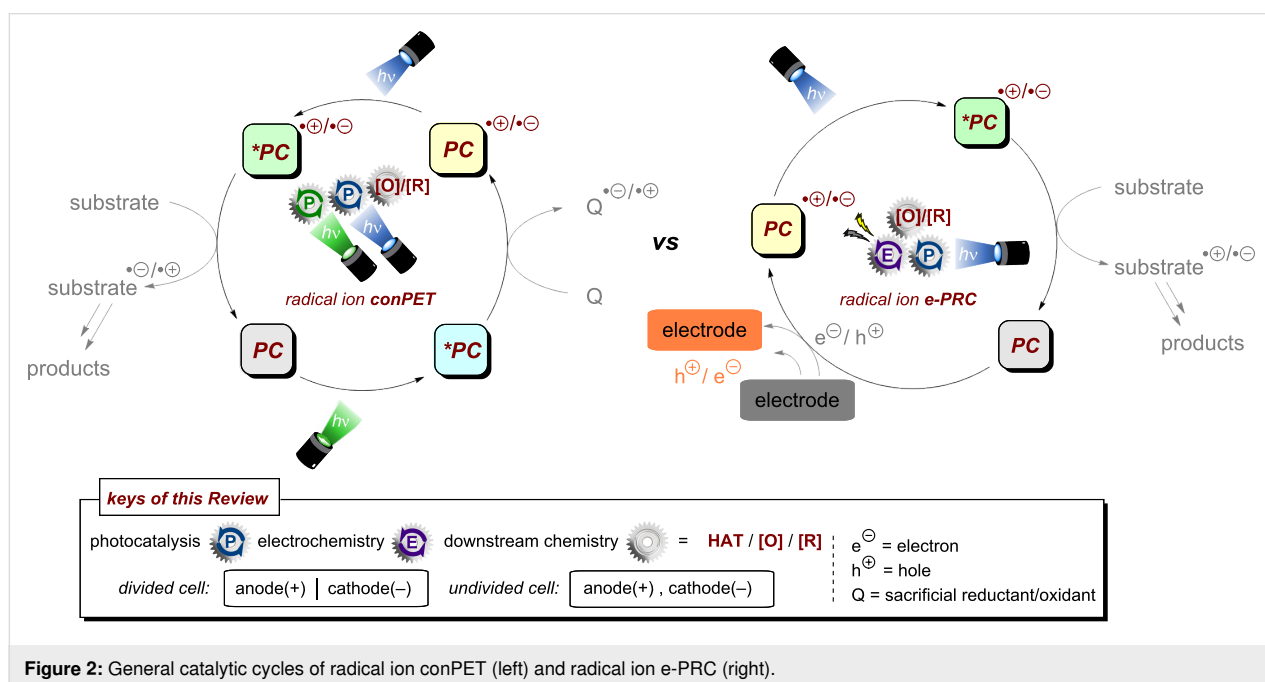 hν
hν
*PC •⊕/•⊖
PC •⊕/•⊖
P P [O]/[R]
hν hν
substrate
substrate •⊖/•⊕
products
radical ion conPET
Q •⊖/•⊕
Q
PC
*PC
hν
vs
*PC •⊕/•⊖
PC •⊕/•⊖
[O]/[R]
E P hν
radical ion e-PRC
substrate
substrate •⊕/•⊖
products
electrode
e⊖/ h⊕
h⊕/ e⊖
electrode
PC
keys of this Review
photocatalysis P electrochemistry E downstream chemistry = HAT / [O] / [R]
divided cell: anode(+) | cathode(–) undivided cell: anode(+) , cathode(–)
e⊖ = electron
h⊕ = hole
Q = sacrificial reductant/oxidant
Figure 2: General catalytic cycles of radical ion conPET (left) and radical ion e-PRC (right).